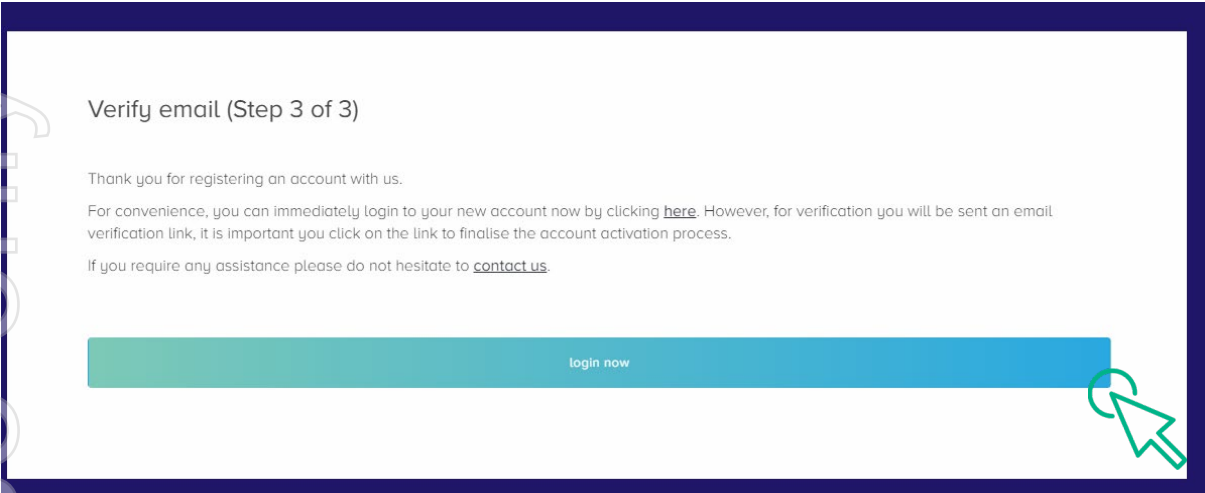 Verify email (Step 3 of 3)
Thank you for registering an account with us.
For convenience, you can immediately login to your new account now by clicking here. However, for verification you will be sent an email
verification link, it is important you click on the link to finalise the account activation process.
If you require any assistance please do not hesitate to contact us.
login now